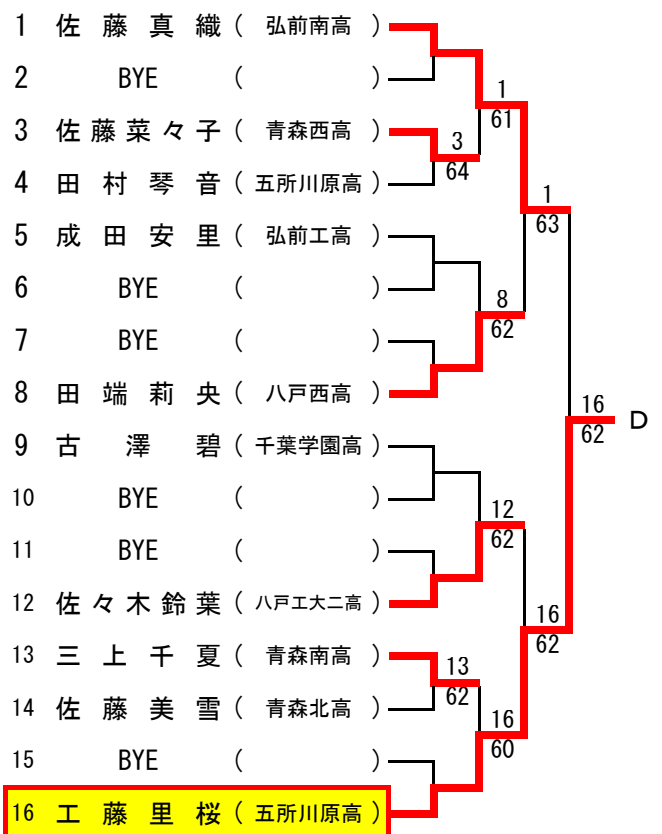 1 佐藤真織 ( 弘前南高 )
2 BYE ( )
1
61
3 佐藤菜々子 ( 青森西高 )
3
64
4 田村琴音 ( 五所川原高 )
1
63
5 成田安里 ( 弘前工高 )
6 BYE ( )
8
62
7 BYE ( )
8 田端莉央 ( 八戸西高 )
16
62
D
9 古澤碧 ( 千葉学園高 )
10 BYE ( )
12
62
11 BYE ( )
12 佐々木鈴葉 ( 八戸工大二高 )
16
62
13 三上千夏 ( 青森南高 )
13
62
14 佐藤美雪 ( 青森北高 )
16
60
15 BYE ( )
16 工藤里桜 ( 五所川原高 )